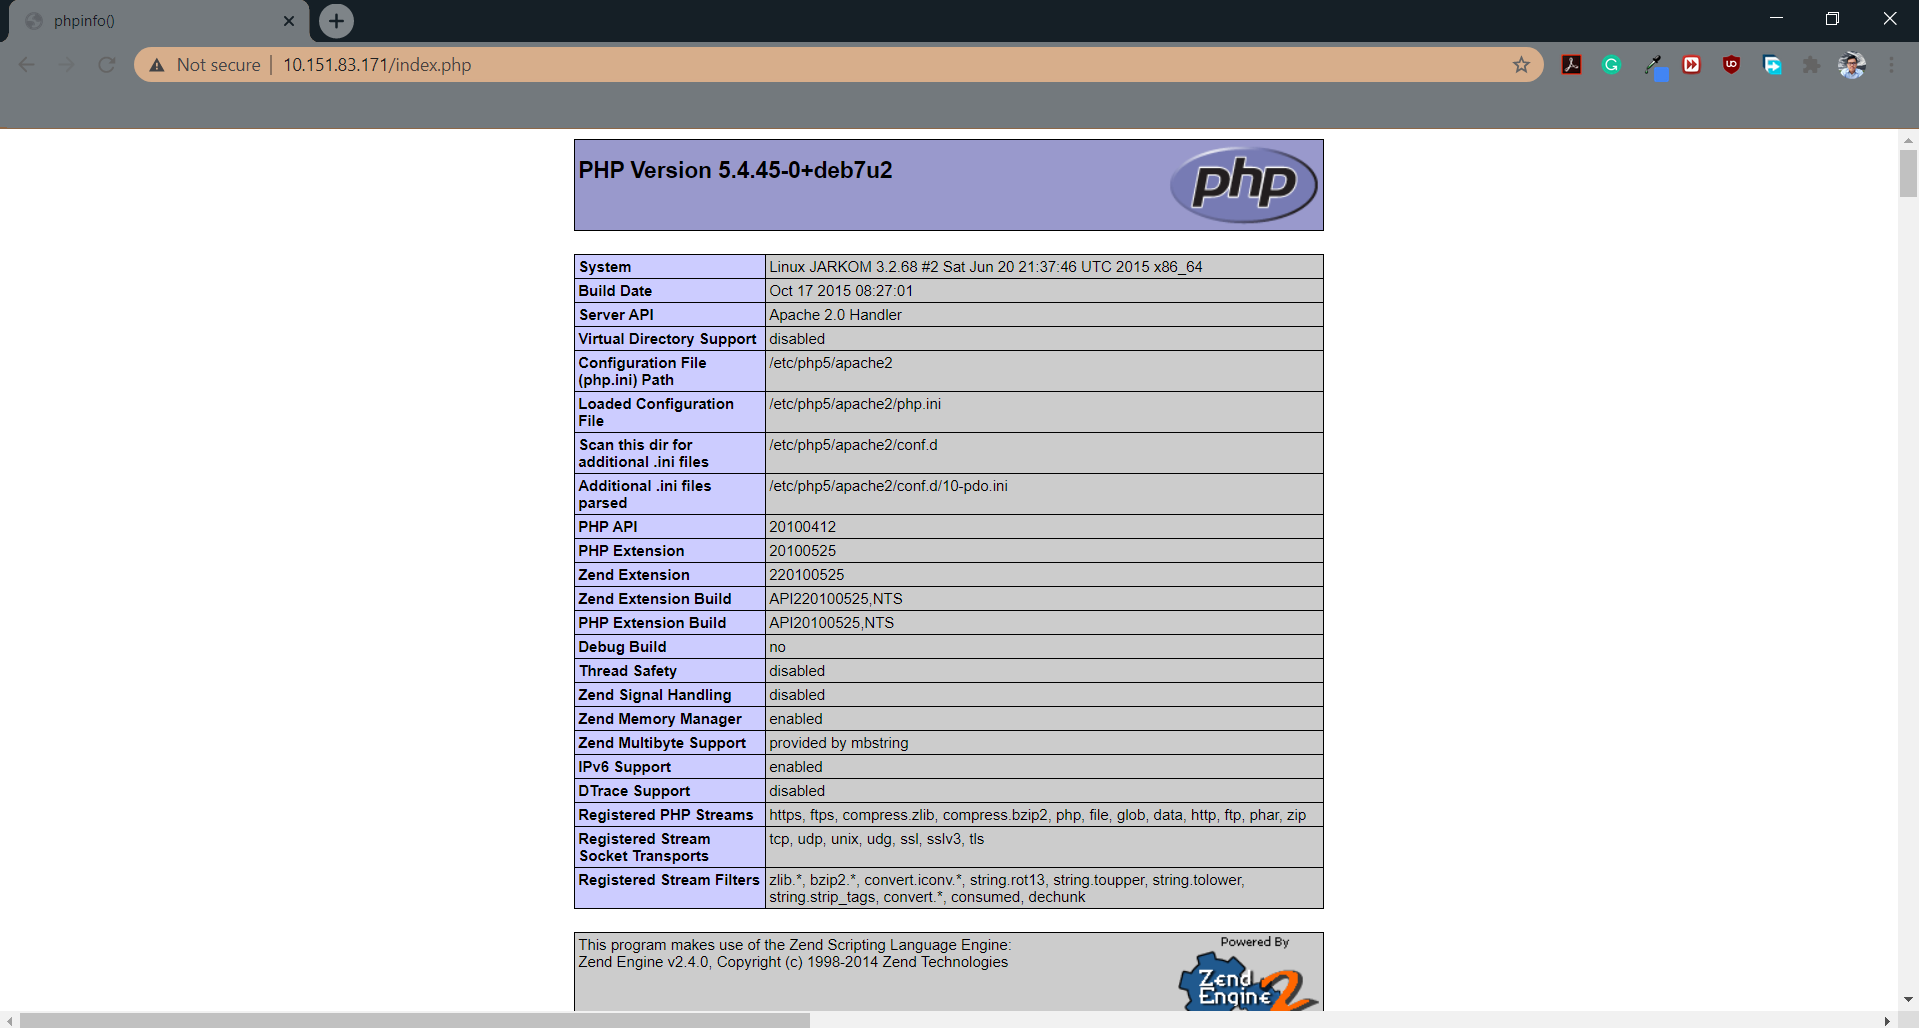 phpinfo()
Not secure | 10.151.83.171/index.php
PHP Version 5.4.45-0+deb7u2
php
System Linux JARKOM 3.2.68 #2 Sat Jun 20 21:37:46 UTC 2015 x86_64
Build Date Oct 17 2015 08:27:01
Server API Apache 2.0 Handler
Virtual Directory Support disabled
Configuration File /etc/php5/apache2
(php.ini) Path
Loaded Configuration /etc/php5/apache2/php.ini
File
Scan this dir for /etc/php5/apache2/conf.d
additional .ini files
Additional .ini files /etc/php5/apache2/conf.d/10-pdo.ini
parsed
PHP API 20100412
PHP Extension 20100525
Zend Extension 220100525
Zend Extension Build API220100525,NTS
PHP Extension Build API20100525,NTS
Debug Build no
Thread Safety disabled
Zend Signal Handling disabled
Zend Memory Manager enabled
Zend Multibyte Support provided by mbstring
IPv6 Support enabled
DTrace Support disabled
Registered PHP Streams https, ftps, compress.zlib, compress.bzip2, php, file, glob, data, http, ftp, phar, zip
Registered Stream tcp, udp, unix, udg, ssl, sslv3, tls
Socket Transports
Registered Stream Filters zlib.*, bzip2.*, convert.iconv.*, string.rot13, string.toupper, string.tolower,
string.strip_tags, convert.*, consumed, dechunk
This program makes use of the Zend Scripting Language Engine:
Zend Engine v2.4.0, Copyright (c) 1998-2014 Zend Technologies
Powered By
Zend
Engine 2